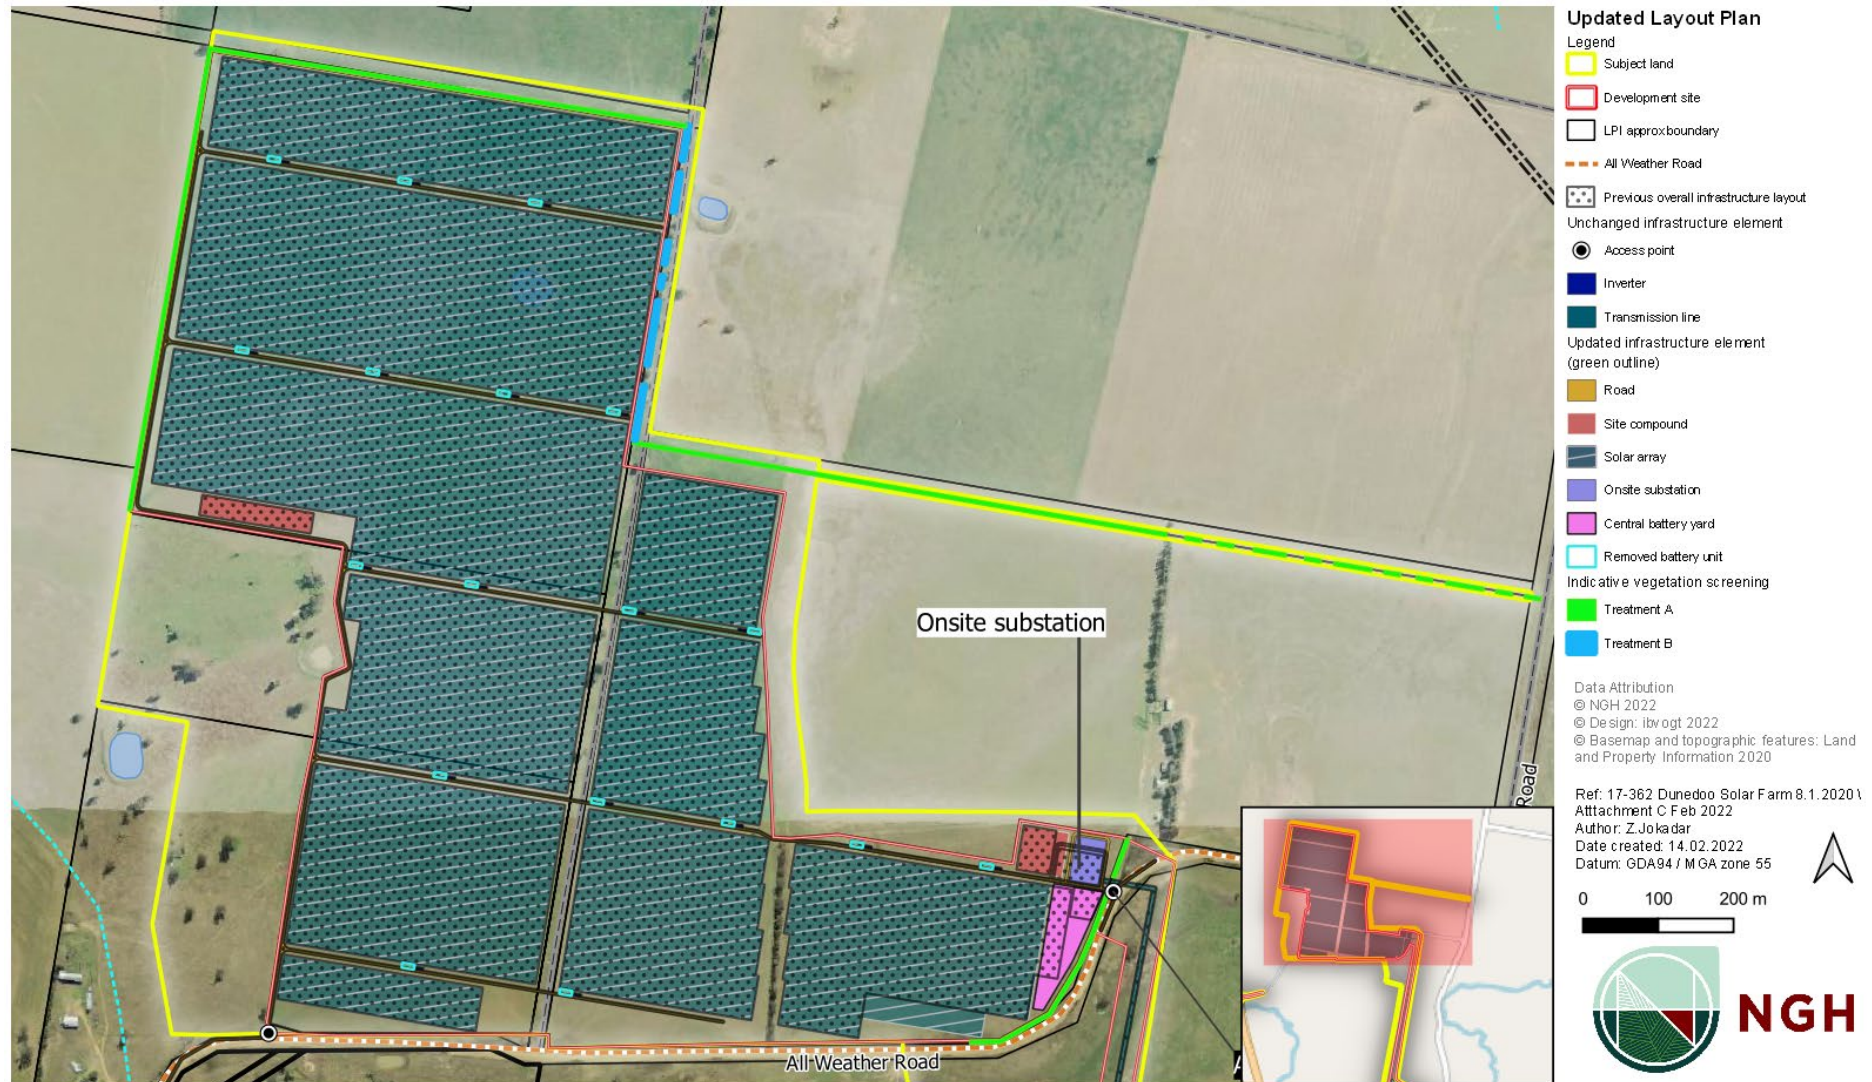 Updated Layout Plan
Legend
Subject land
Development site
LPI approx boundary
All Weather Road
Previous overall infrastructure layout
Unchanged infrastructure element
Access point
Inverter
Transmission line
Updated infrastructure element
(green outline)
Road
Site compound
Solar array
Onsite substation
Central battery yard
Removed battery unit
Indicative vegetation screening
Treatment A
Treatment B
Data Attribution
© NGH 2022
© Design: ibvogt 2022
© Basemap and topographic features: Land
and Property Information 2020
Ref: 17-362 Dunedoo Solar Farm 8.1.2020 \
Atttachment C Feb 2022
Author: Z.Jokadar
Date created: 14.02.2022
Datum: GDA94 / MGA zone 55
0 100 200 m
NGH
Onsite substation
Road
All Weather Road